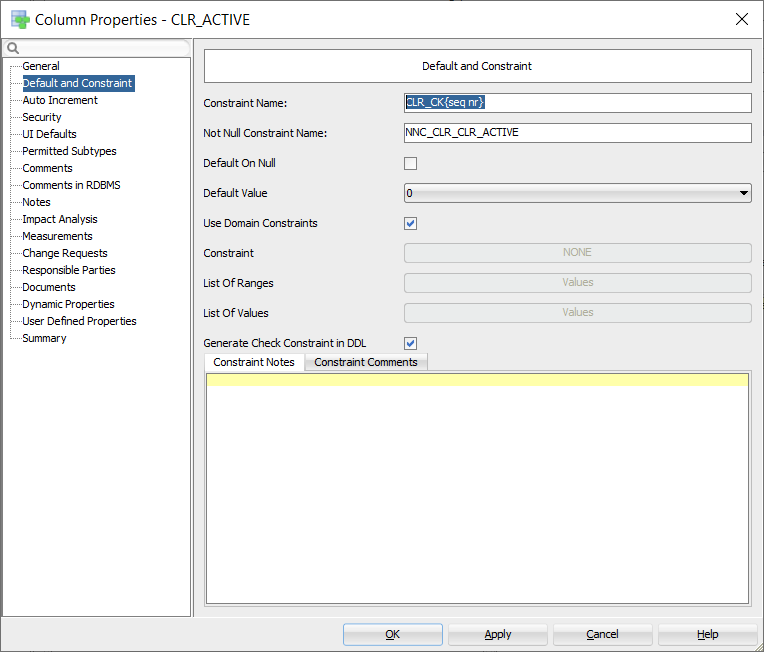 Column Properties - CLR_ACTIVE
General
Default and Constraint
Auto Increment
Security
UI Defaults
Permitted Subtypes
Comments
Comments in RDBMS
Notes
Impact Analysis
Measurements
Change Requests
Responsible Parties
Documents
Dynamic Properties
User Defined Properties
Summary
Default and Constraint
Constraint Name: CLR_CK{seq nr}
Not Null Constraint Name: NNC_CLR_CLR_ACTIVE
Default On Null
Default Value 0
Use Domain Constraints
Constraint NONE
List Of Ranges Values
List Of Values Values
Generate Check Constraint in DDL
Constraint Notes Constraint Comments
OK Apply Cancel Help